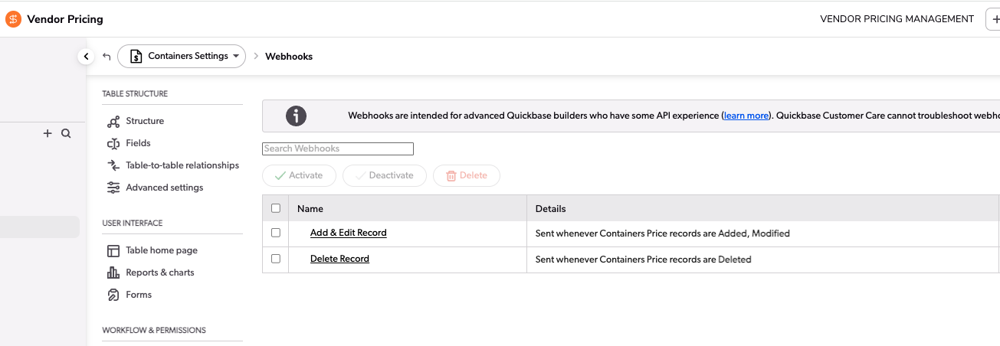 Vendor Pricing
VENDOR PRICING MANAGEMENT
Containers Settings
Webhooks
TABLE STRUCTURE
Structure
Fields
Table-to-table relationships
Advanced settings
USER INTERFACE
Table home page
Reports & charts
Forms
WORKFLOW & PERMISSIONS
Webhooks are intended for advanced Quickbase builders who have some API experience (learn more). Quickbase Customer Care cannot troubleshoot
Search Webhooks
Activate Deactivate Delete
Name Details
Add & Edit Record Sent whenever Containers Price records are Added, Modified
Delete Record Sent whenever Containers Price records are Deleted